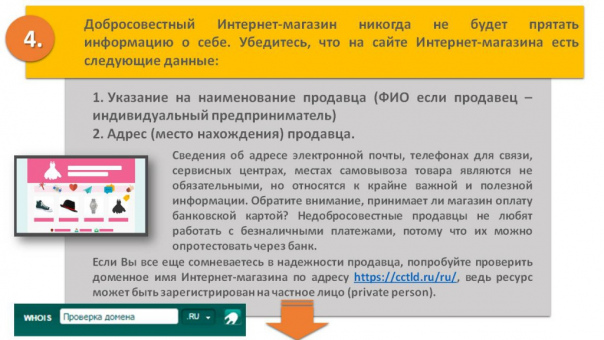 4.
Добросовестный Интернет-магазин никогда не будет прятать
информацию о себе. Убедитесь, что на сайте Интернет-магазина есть
следующие данные:
1. Указание на наименование продавца (ФИО если продавец –
индивидуальный предприниматель)
2. Адрес (место нахождения) продавца.
Сведения об адресе электронной почты, телефонах для связи,
сервисных центрах, местах самовывоза товара являются не
обязательными, но относятся к крайне важной и полезной
информации. Обратите внимание, принимает ли магазин оплату
банковской картой? Недобросовестные продавцы не любят
работать с безналичными платежами, потому что их можно
опротестовать через банк.
Если Вы все еще сомневаетесь в надежности продавца, попробуйте проверить
доменное имя Интернет-магазина по адресу https://cctld.ru/ru/, ведь ресурс
может быть зарегистрирован на частное лицо (private person).
WHOIS Проверка домена .RU